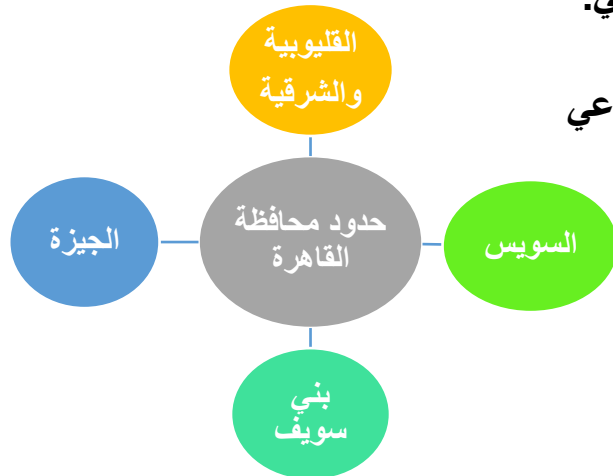 القليوبية
والشرقية
حدود محافظة
القاهرة
السويس
الجيزة
بني
سويف